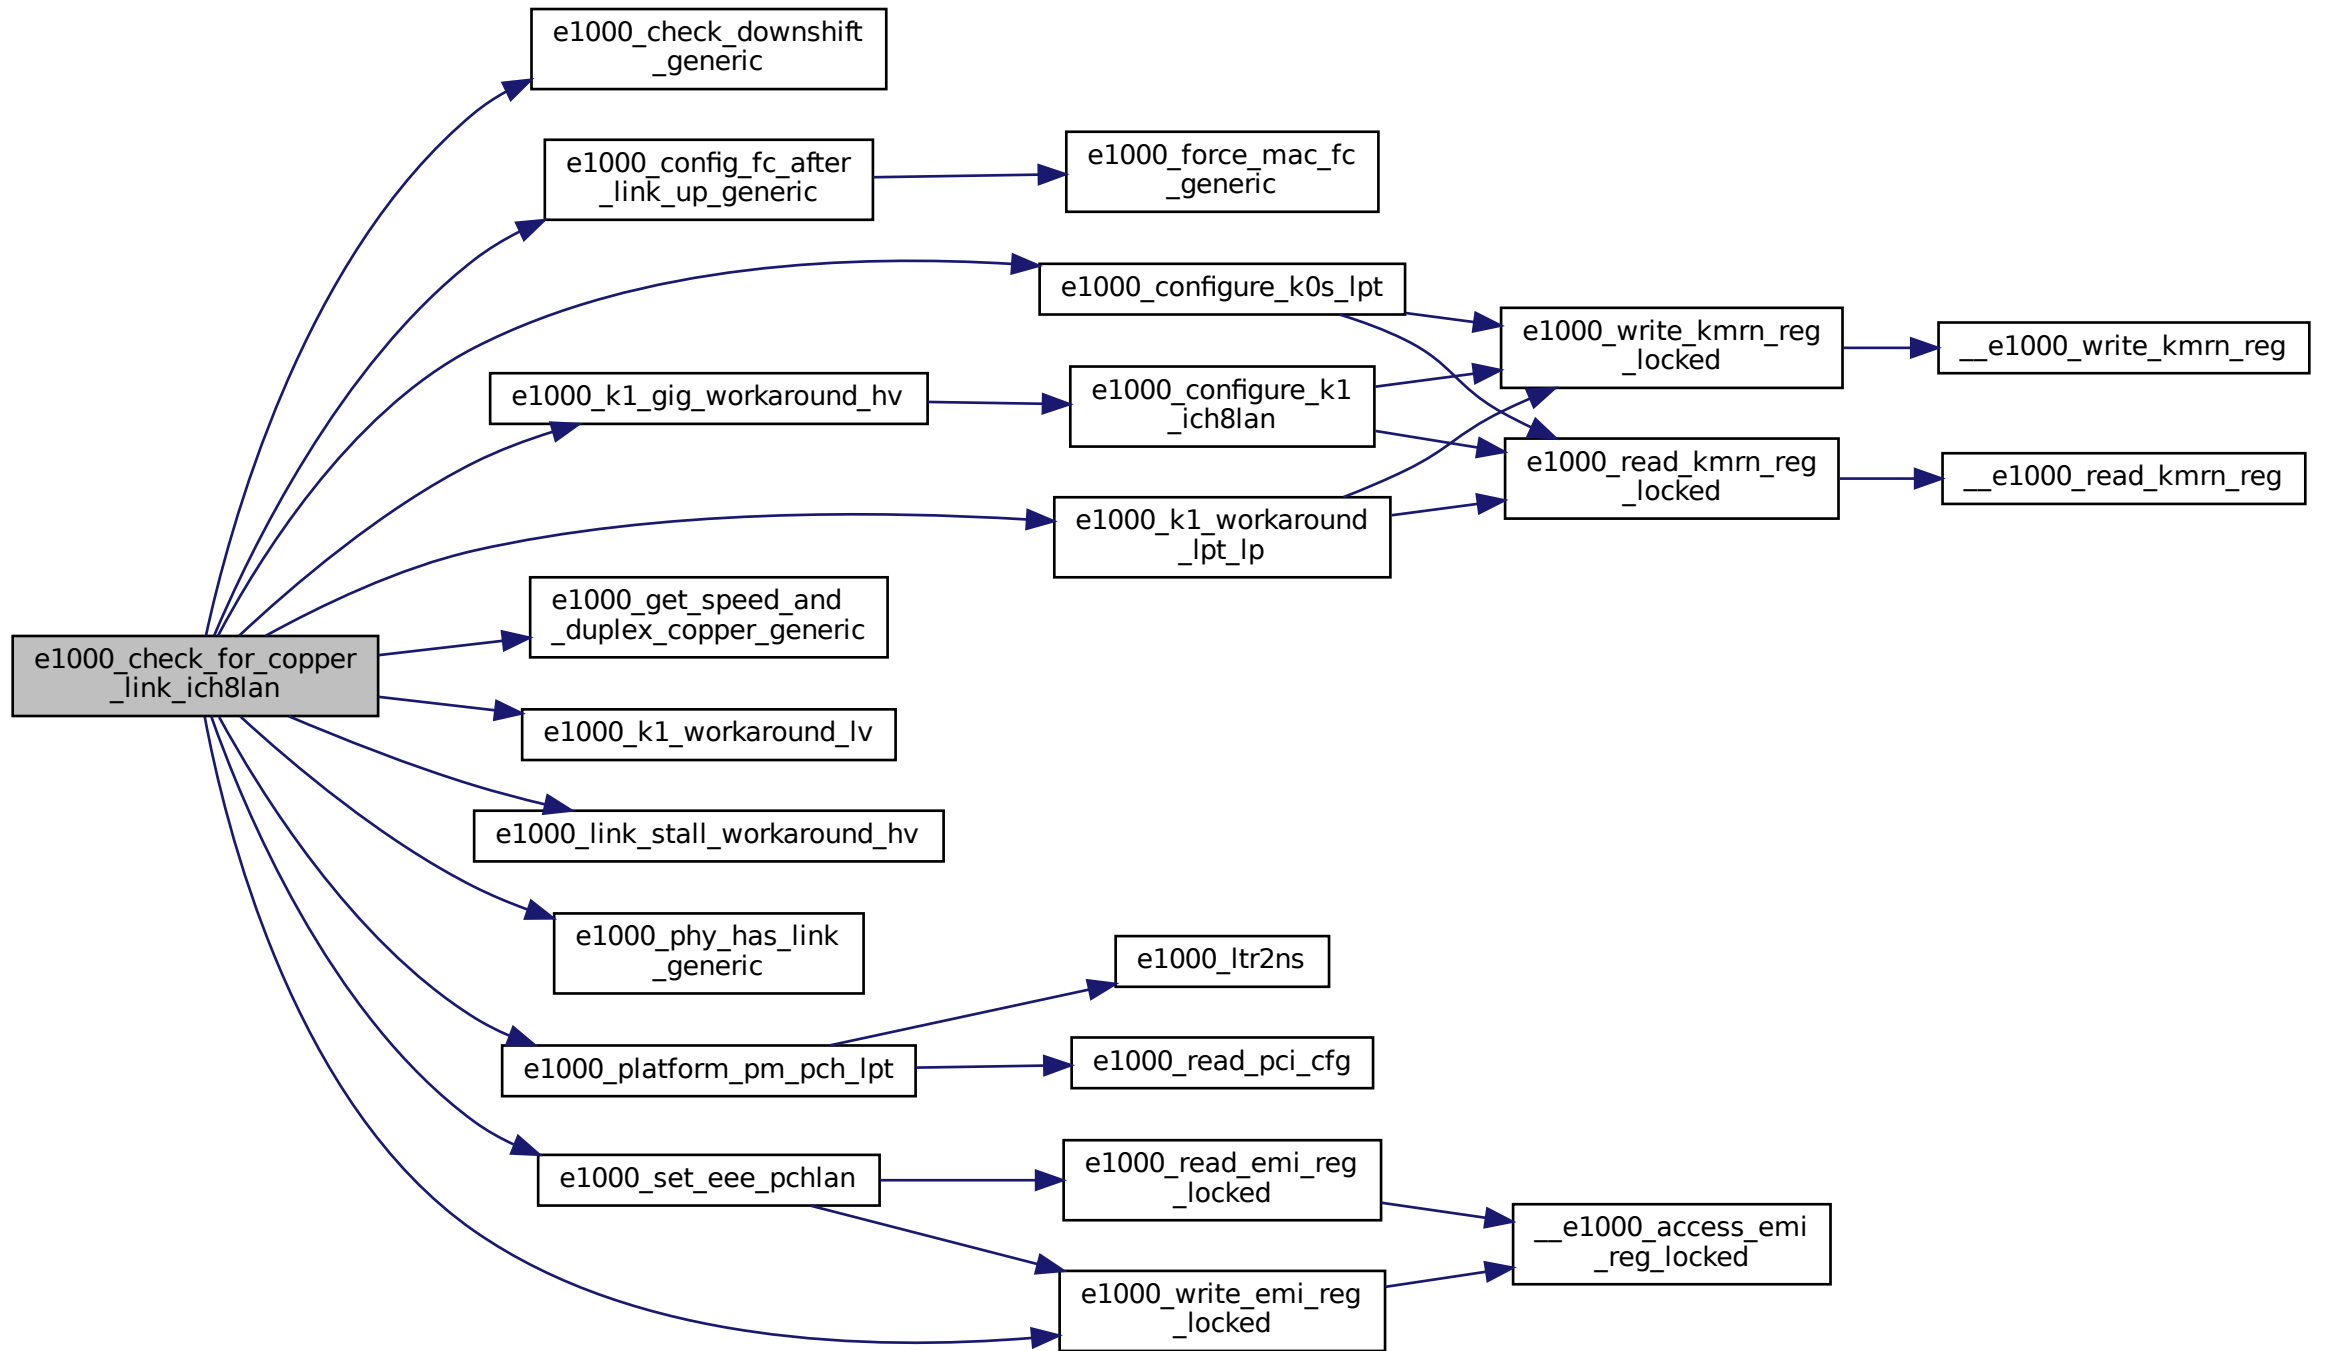 e1000_check_downshift
_generic
e1000_config_fc_after
_link_up_generic
e1000_force_mac_fc
_generic
e1000_configure_k0s_lpt
e1000_write_kmrn_reg
_locked
__e1000_write_kmrn_reg
e1000_k1_gig_workaround_hv
e1000_configure_k1
_ich8lan
e1000_read_kmrn_reg
_locked
__e1000_read_kmrn_reg
e1000_k1_workaround
_lpt_lp
e1000_get_speed_and
_duplex_copper_generic
e1000_check_for_copper
_link_ich8lan
e1000_k1_workaround_lv
e1000_link_stall_workaround_hv
e1000_phy_has_link
_generic
e1000_ltr2ns
e1000_platform_pm_pch_lpt
e1000_read_pci_cfg
e1000_set_eee_pchlan
e1000_read_emi_reg
_locked
__e1000_access_emi
_reg_locked
e1000_write_emi_reg
_locked